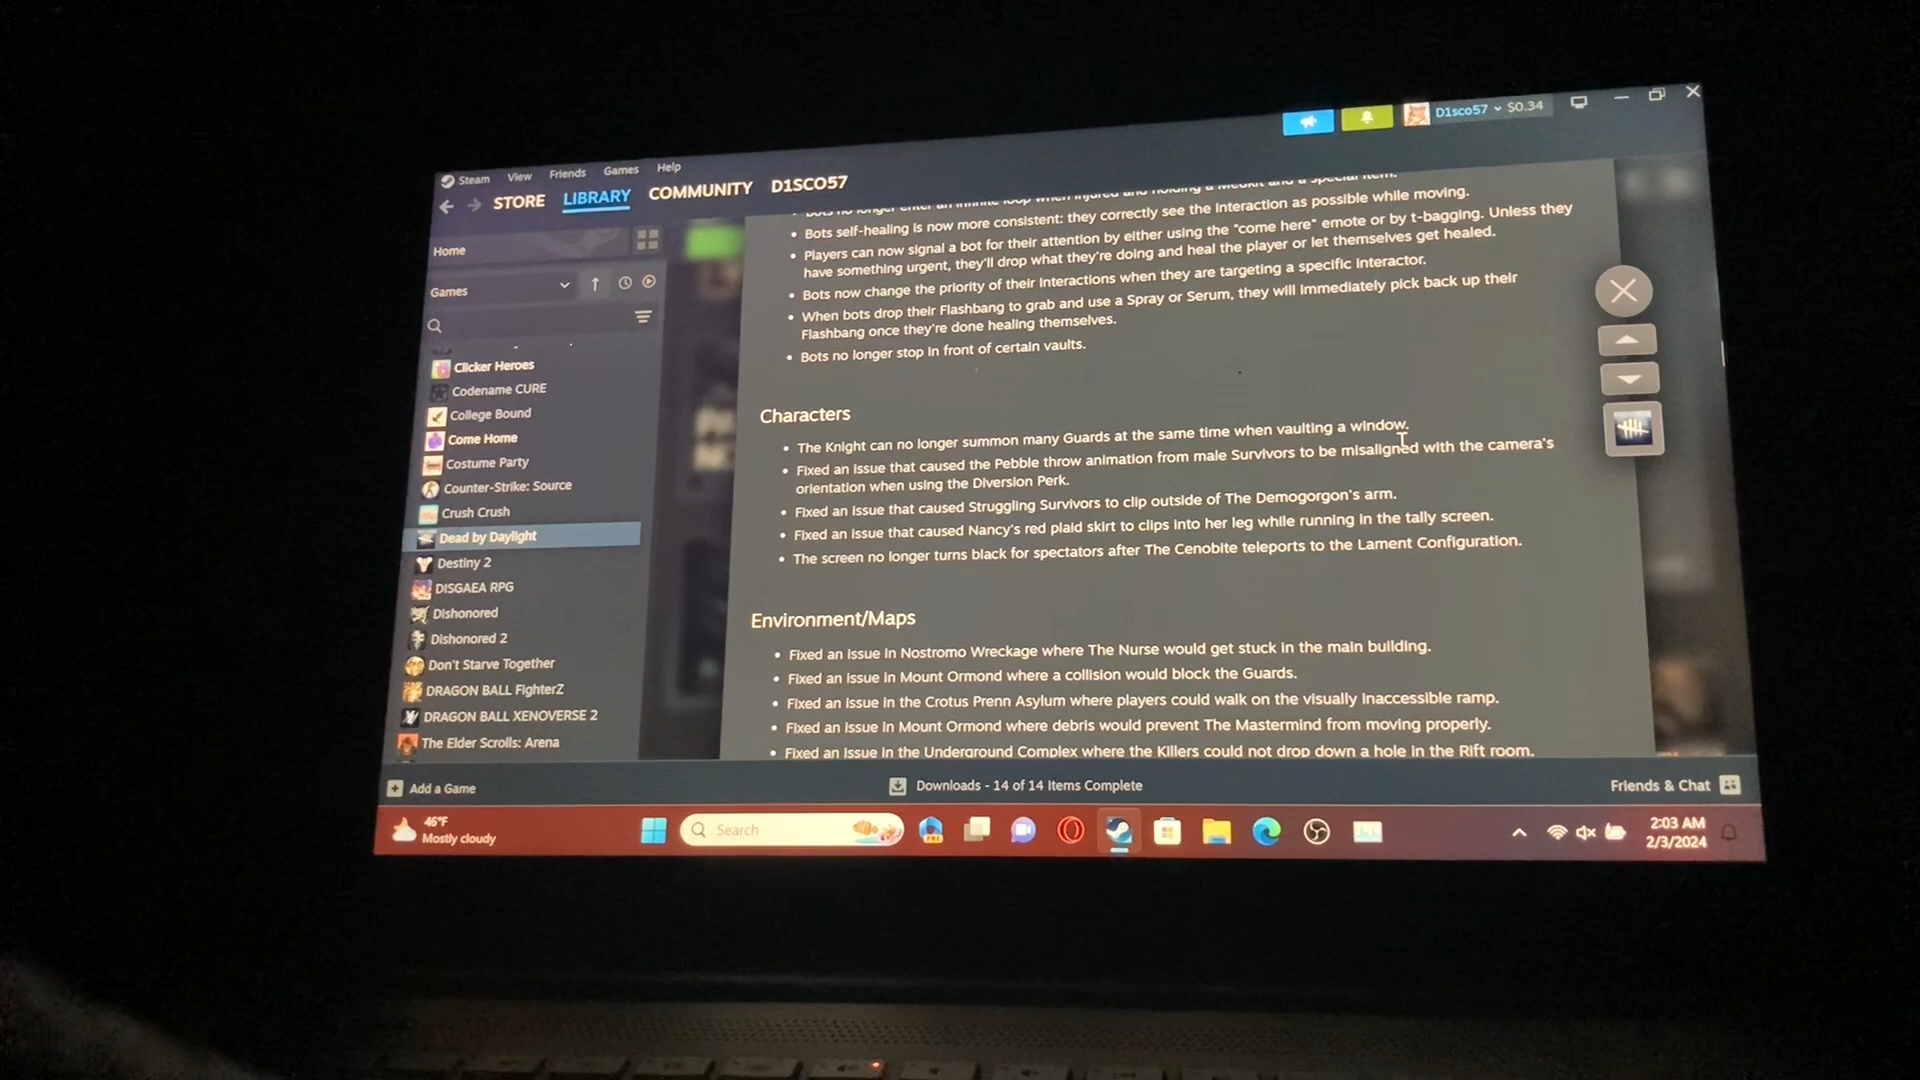 D1sco57 $0.34
Steam View Friends Games Help
STORE LIBRARY COMMUNITY D1SCO57
Home
Games
Clicker Heroes
Codename CURE
College Bound
Come Home
Costume Party
Counter-Strike: Source
Crush Crush
Dead by Daylight
Destiny 2
DISGAEA RPG
Dishonored
Dishonored 2
Don't Starve Together
DRAGON BALL FighterZ
DRAGON BALL XENOVERSE 2
The Elder Scrolls: Arena
Bots no longer enter an infinite loop when injured and holding a Medkit and a special item.
Bots self-healing is now more consistent: they correctly see the interaction as possible while moving.
Players can now signal a bot for their attention by either using the "come here" emote or by t-bagging. Unless they
have something urgent, they'll drop what they're doing and heal the player or let themselves get healed.
Bots now change the priority of their interactions when they are targeting a specific interactor.
When bots drop their Flashbang to grab and use a Spray or Serum, they will immediately pick back up their
Flashbang once they're done healing themselves.
Bots no longer stop in front of certain vaults.
Characters
The Knight can no longer summon many Guards at the same time when vaulting a window.
Fixed an issue that caused the Pebble throw animation from male Survivors to be misaligned with the camera's
orientation when using the Diversion Perk.
Fixed an issue that caused Struggling Survivors to clip outside of The Demogorgon's arm.
Fixed an issue that caused Nancy's red plaid skirt to clips into her leg while running in the tally screen.
The screen no longer turns black for spectators after The Cenobite teleports to the Lament Configuration.
Environment/Maps
Fixed an issue in Nostromo Wreckage where The Nurse would get stuck in the main building.
Fixed an issue in Mount Ormond where a collision would block the Guards.
Fixed an issue in the Crotus Prenn Asylum where players could walk on the visually inaccessible ramp.
Fixed an issue in Mount Ormond where debris would prevent The Mastermind from moving properly.
Fixed an issue in the Underground Complex where the Killers could not drop down a hole in the Rift room.
Add a Game
Downloads - 14 of 14 Items Complete
Friends & Chat
46°F
Mostly cloudy
Search
2:03 AM
2/3/2024